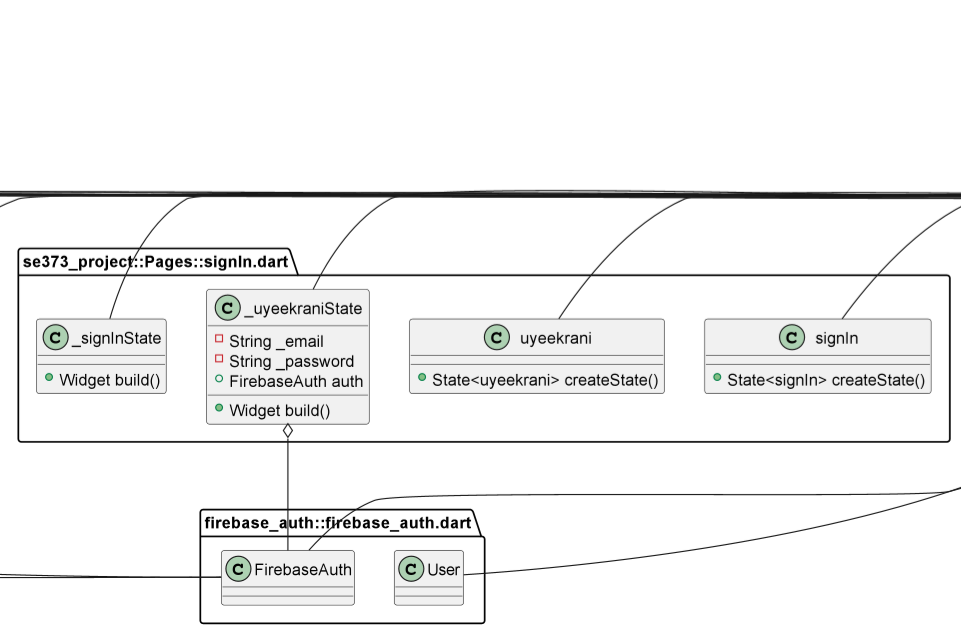 se373_project::Pages::signIn.dart
C _signInState
Widget build()
C _uyeekraniState
String _email
String _password
FirebaseAuth auth
Widget build()
C uyeekrani
State<uyeekrani> createState()
C signIn
State<signIn> createState()
firebase_auth::firebase_auth.dart
C FirebaseAuth
C User